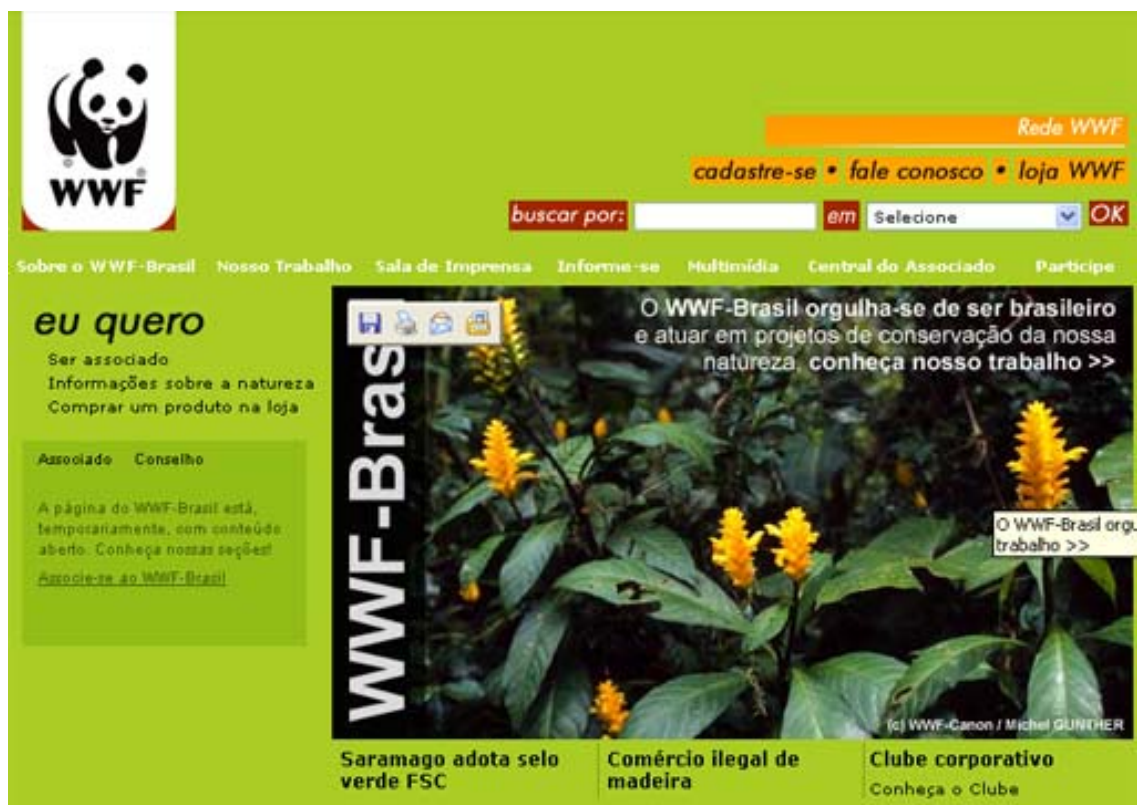 WWF
Rede WWF
cadastre-se • fale conosco • loja WWF
buscar por: em Selecione OK
Sobre o WWF-Brasil Nosso Trabalho Sala de Imprensa Informe-se Multimídia Central do Associado Participe
eu quero
Ser associado
Informações sobre a natureza
Comprar um produto na loja
Associado Conselho
A página do WWF-Brasil está,
temporariamente, com conteúdo
aberto. Conheça nossas seções!
Associe-se ao WWF-Brasil
WWF-Brasil
O WWF-Brasil orgulha-se de ser brasileiro
e atuar em projetos de conservação da nossa
natureza, conheça nosso trabalho >>
O WWF-Brasil orgu
trabalho >>
(c) WWF-Canon / Michel GUNTHER
Saramago adota selo
verde FSC
Comércio ilegal de
madeira
Clube corporativo
Conheça o Clube